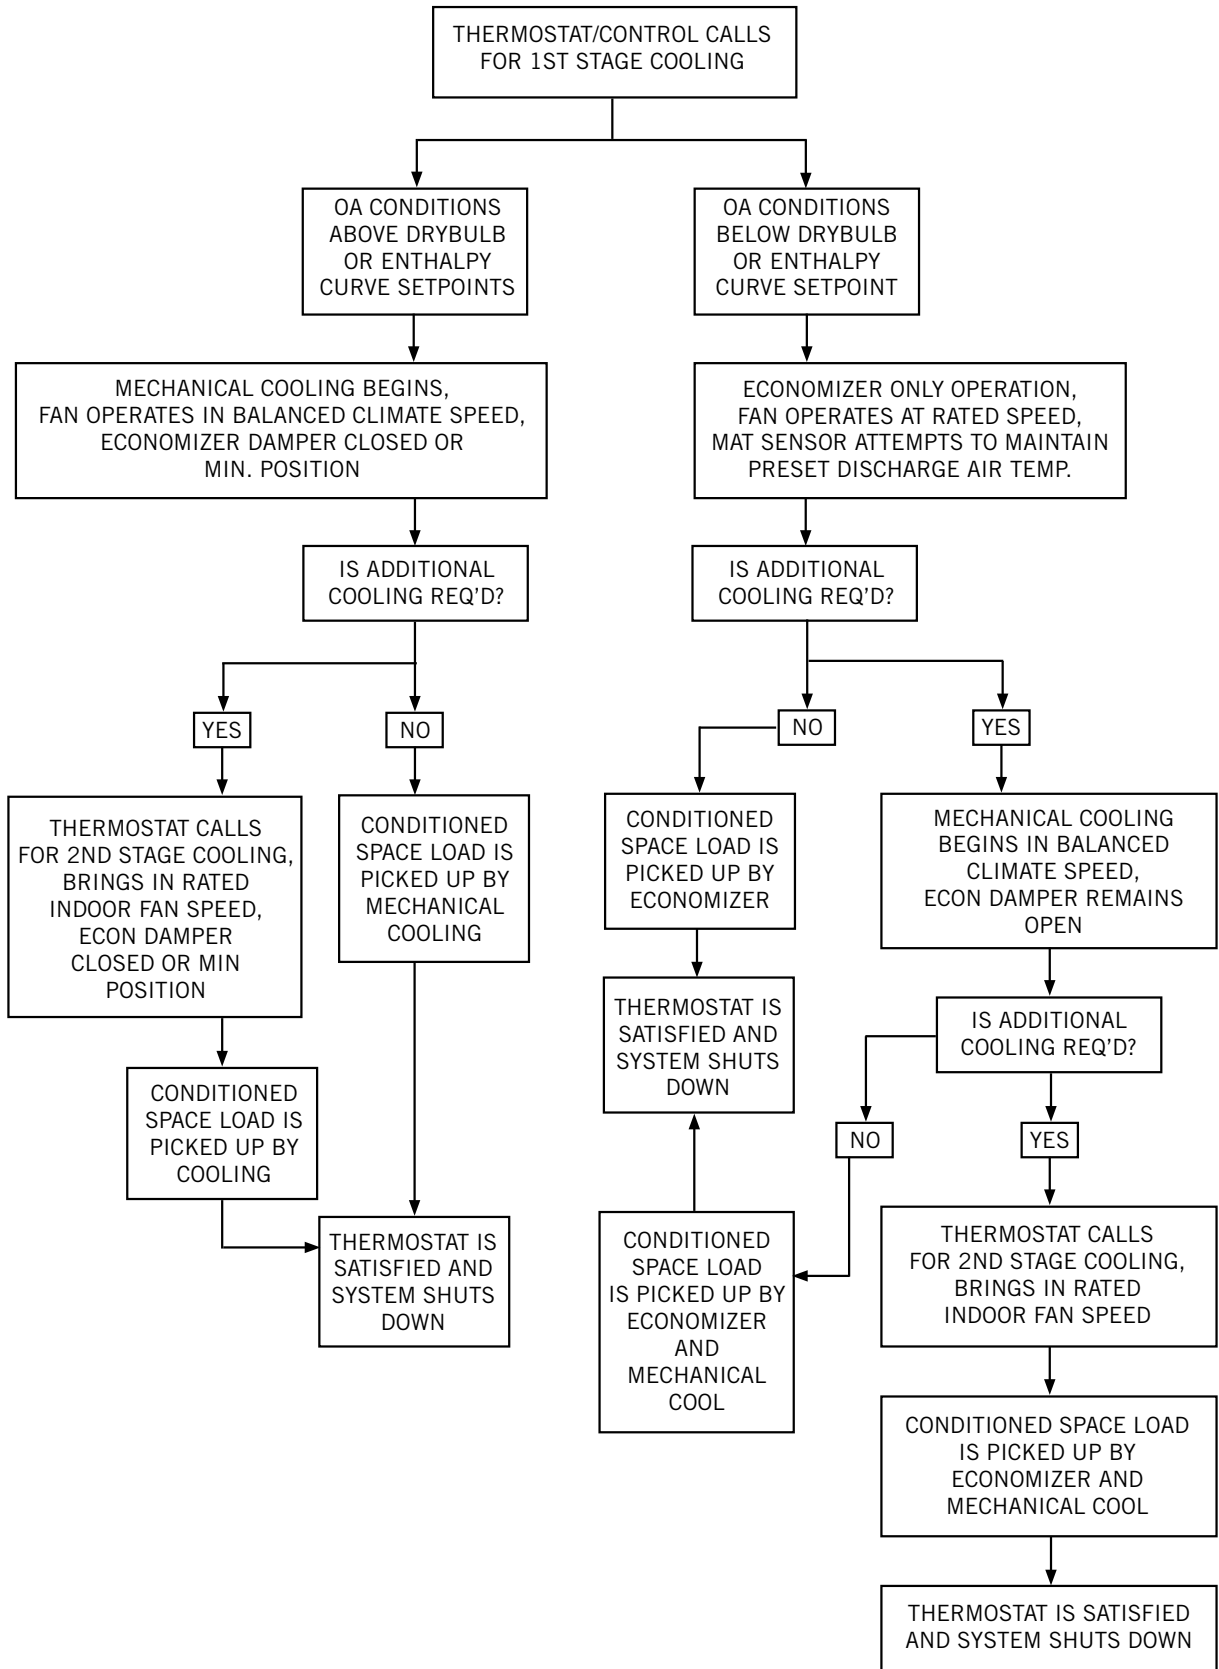 THERMOSTAT/CONTROL CALLS
FOR 1ST STAGE COOLING
OA CONDITIONS
ABOVE DRYBULB
OR ENTHALPY
CURVE SETPOINTS
OA CONDITIONS
BELOW DRYBULB
OR ENTHALPY
CURVE SETPOINT
MECHANICAL COOLING BEGINS,
FAN OPERATES IN BALANCED CLIMATE SPEED,
ECONOMIZER DAMPER CLOSED OR
MIN. POSITION
ECONOMIZER ONLY OPERATION,
FAN OPERATES AT RATED SPEED,
MAT SENSOR ATTEMPTS TO MAINTAIN
PRESET DISCHARGE AIR TEMP.
IS ADDITIONAL
COOLING REQ'D?
IS ADDITIONAL
COOLING REQ'D?
YES
NO
NO
YES
THERMOSTAT CALLS
FOR 2ND STAGE COOLING,
BRINGS IN RATED
INDOOR FAN SPEED,
ECON DAMPER
CLOSED OR MIN
POSITION
CONDITIONED
SPACE LOAD IS
PICKED UP BY
MECHANICAL
COOLING
CONDITIONED
SPACE LOAD IS
PICKED UP BY
ECONOMIZER
MECHANICAL COOLING
BEGINS IN BALANCED
CLIMATE SPEED,
ECON DAMPER REMAINS
OPEN
THERMOSTAT IS
SATISFIED AND
SYSTEM SHUTS
DOWN
IS ADDITIONAL
COOLING REQ'D?
CONDITIONED
SPACE LOAD IS
PICKED UP BY
COOLING
NO
YES
THERMOSTAT IS
SATISFIED AND
SYSTEM SHUTS
DOWN
CONDITIONED
SPACE LOAD
IS PICKED UP BY
ECONOMIZER
AND
MECHANICAL
COOL
THERMOSTAT CALLS
FOR 2ND STAGE COOLING,
BRINGS IN RATED
INDOOR FAN SPEED
CONDITIONED SPACE LOAD
IS PICKED UP BY
ECONOMIZER AND
MECHANICAL COOL
THERMOSTAT IS SATISFIED
AND SYSTEM SHUTS DOWN